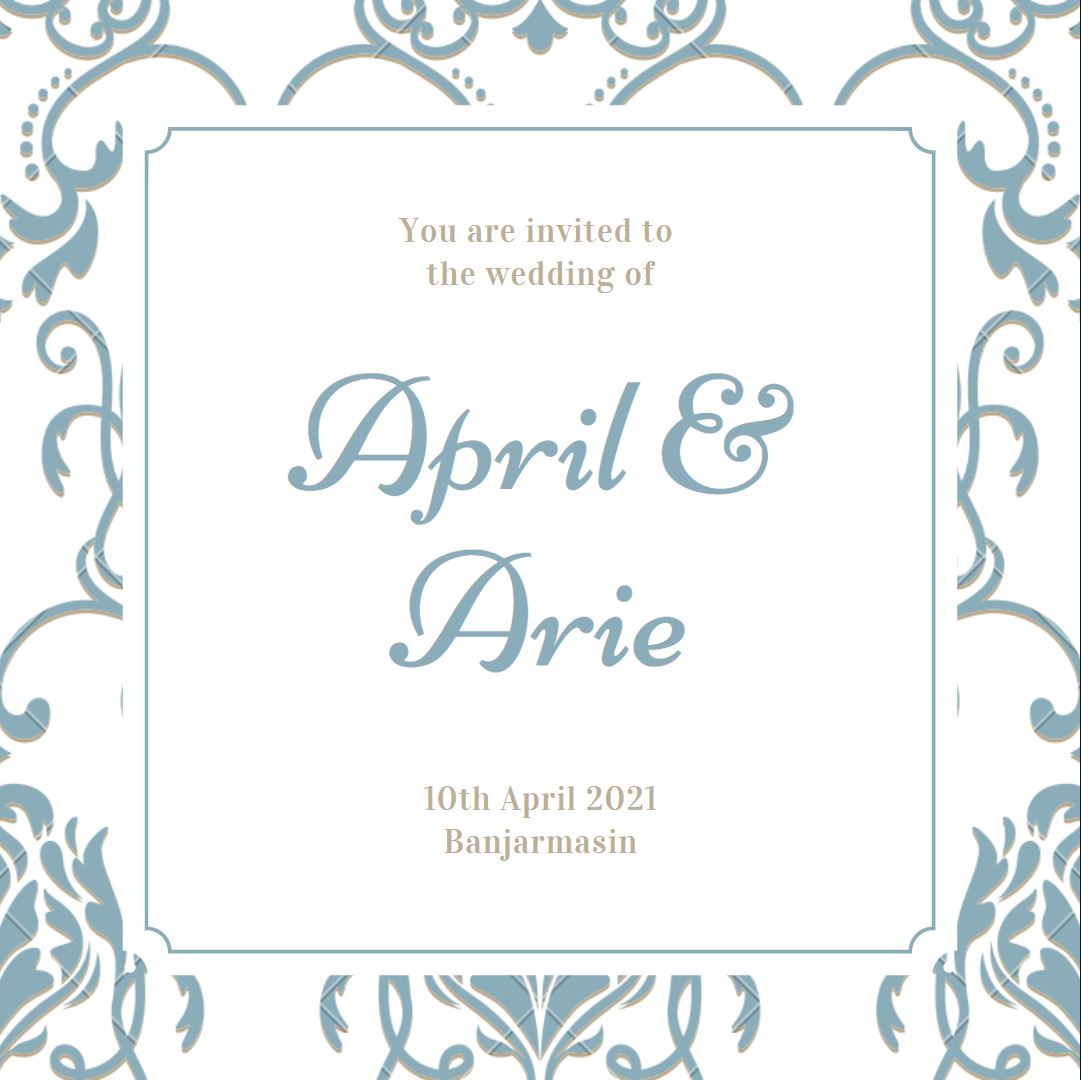 You are invited to
the wedding of
April &
Arie
10th April 2021
Banjarmasin